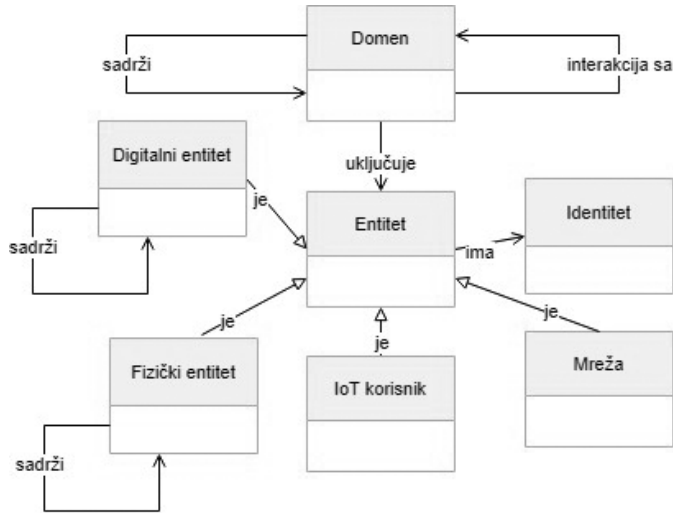 Domen
sadrži
interakcija sa
uključuje
Digitalni entitet
je
sadrži
Entitet
ima
Identitet
je
Fizički entitet
sadrži
je
IoT korisnik
je
Mreža